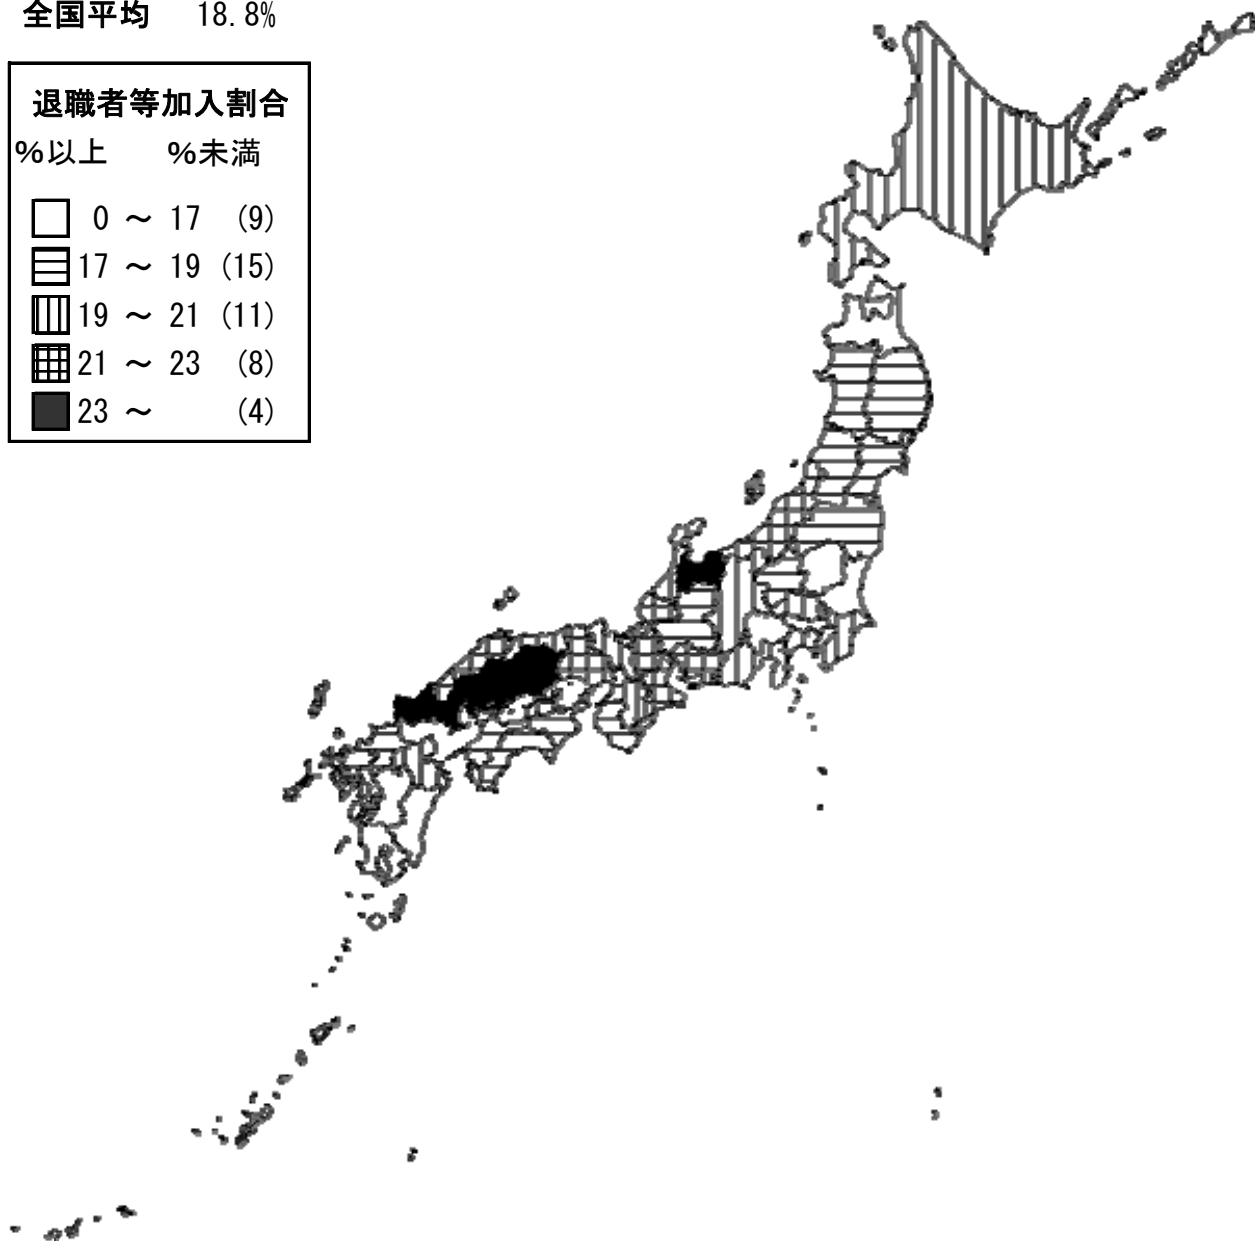 全国平均 18.8%
退職者等加入割合
%以上 %未満
0 ～ 17 (9)
17 ～ 19 (15)
19 ～ 21 (11)
21 ～ 23 (8)
23 ～ (4)